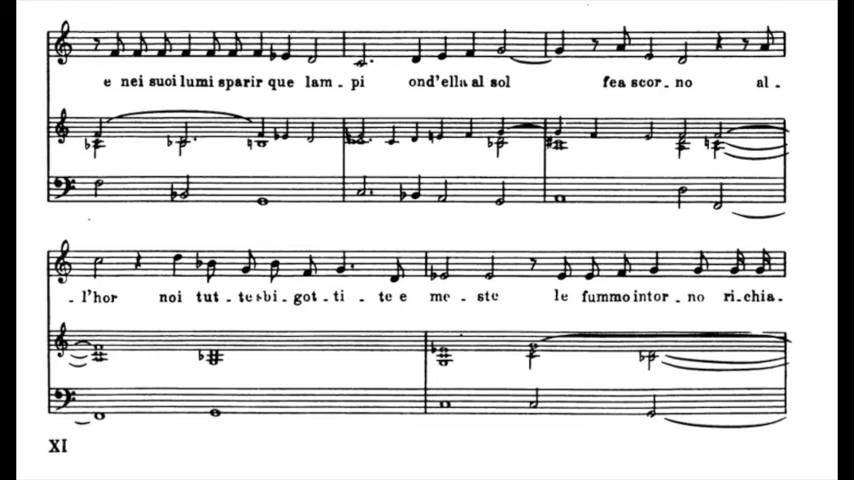 e nei suoi lumi sparir que lam - pi ond'ella al sol fea scor - no al -
- l'hor noi tut - te sbi - got - ti - te e me - ste le fummo intor - no ri - chia -
XI